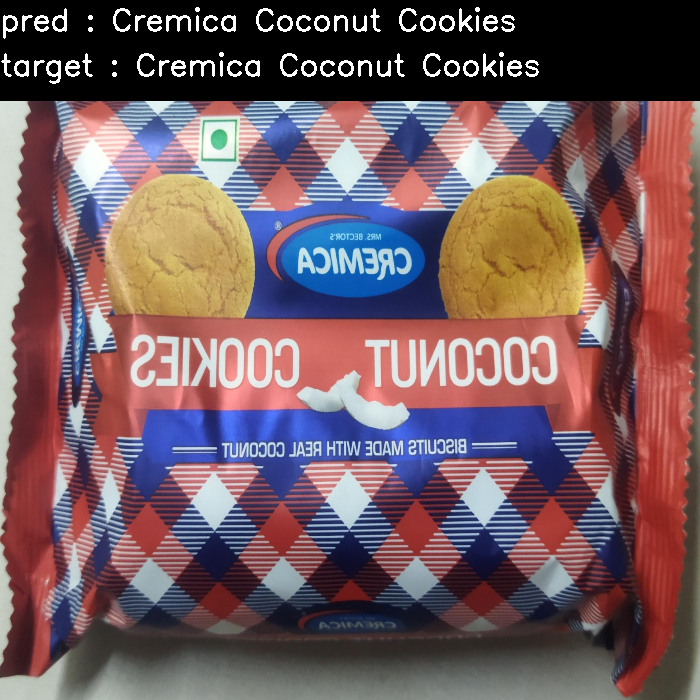 pred : Cremica Coconut Cookies
target : Cremica Coconut Cookies
MRS. BECTOR'S
CREMICA
®
COCONUT COOKIES
BISCUITS MADE WITH REAL COCONUT
CREMICA